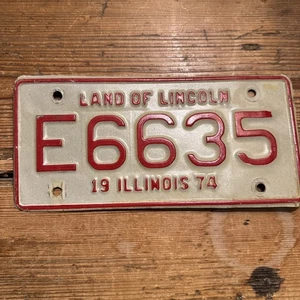 LAND OF LINCOLN
E6635
19 ILLINOIS 74